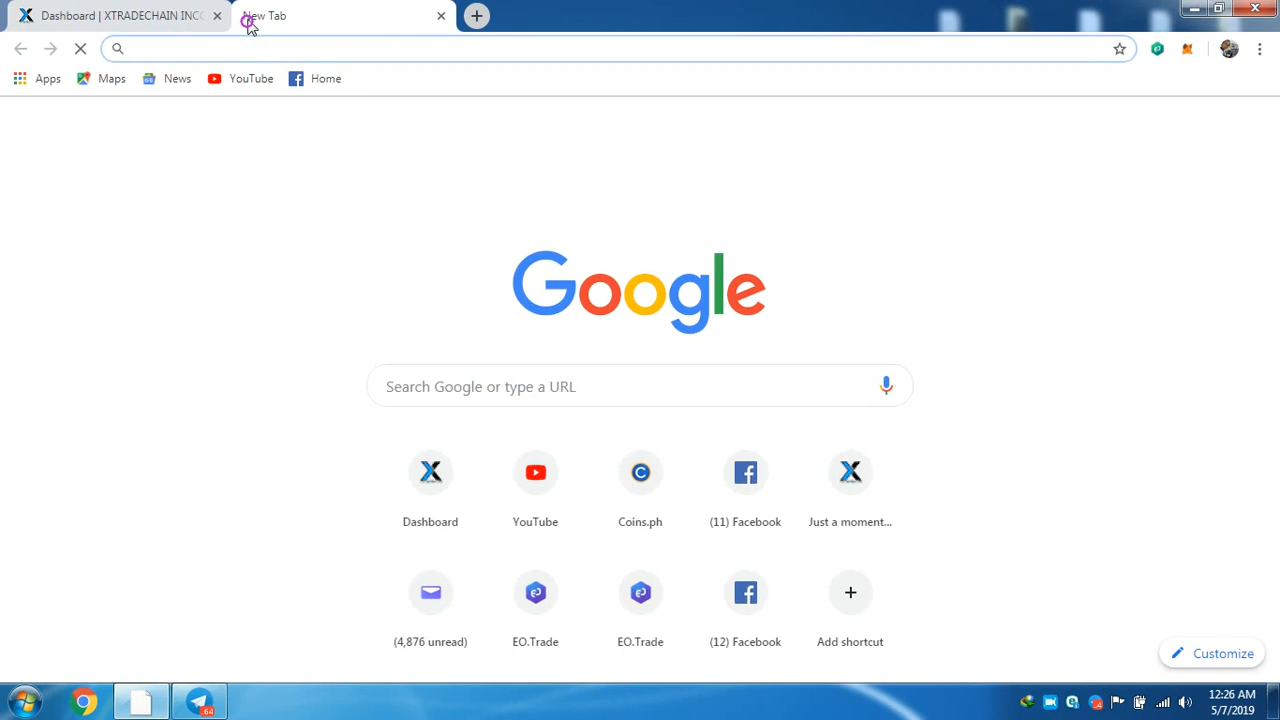 Dashboard | XTRADECHAIN INCO
New Tab
Apps
Maps
News
YouTube
Home
Google
Search Google or type a URL
Dashboard
YouTube
Coins.ph
(11) Facebook
Just a moment...
(4,876 unread)
EO.Trade
EO.Trade
(12) Facebook
Add shortcut
Customize
64
12:26 AM
5/7/2019